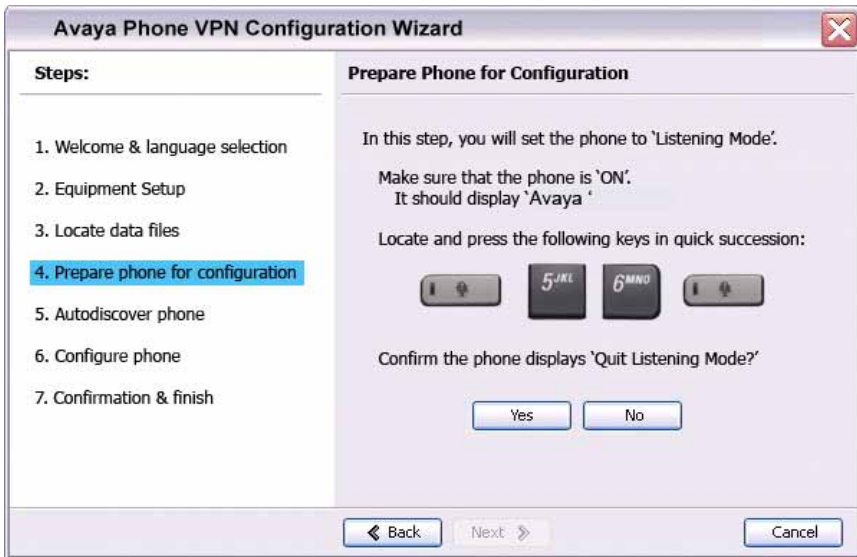 Avaya Phone VPN Configuration Wizard
Steps:
1. Welcome & language selection
2. Equipment Setup
3. Locate data files
4. Prepare phone for configuration
5. Autodiscover phone
6. Configure phone
7. Confirmation & finish
Prepare Phone for Configuration
In this step, you will set the phone to ‘Listening Mode’.
Make sure that the phone is ‘ON’.
It should display ‘Avaya ‘
Locate and press the following keys in quick succession:
5 JKL 6 MNO
Confirm the phone displays ‘Quit Listening Mode?’
Yes No
Back Next Cancel